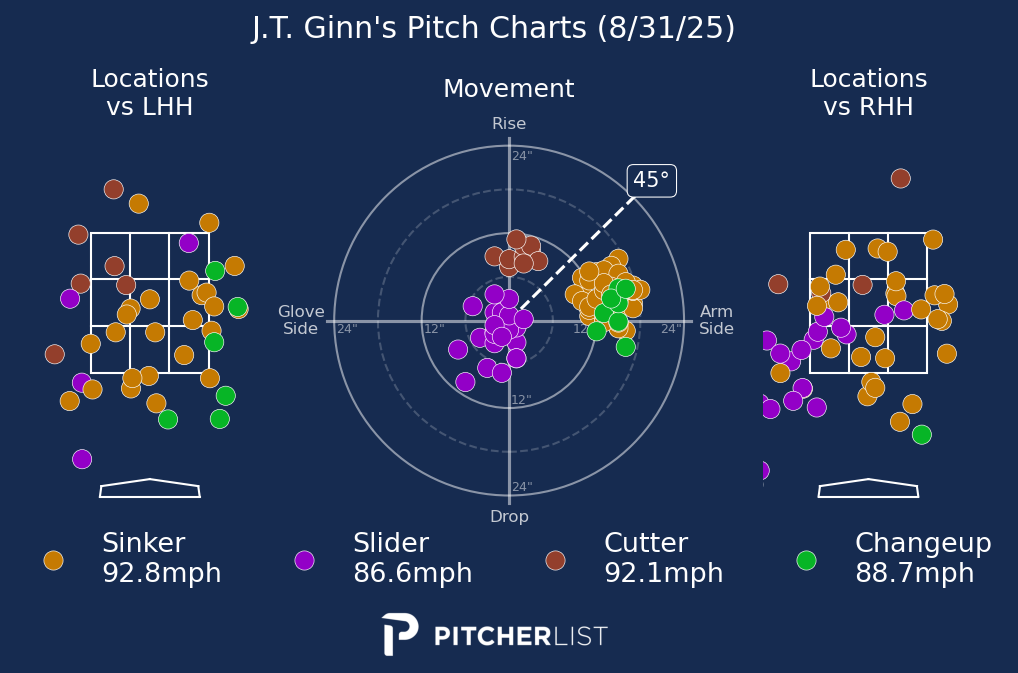 J.T. Ginn's Pitch Charts (8/31/25)
Locations
vs LHH
Movement
Locations
vs RHH
Rise
24"
45°
Glove
Side
24"
12"
12"
24"
Arm
Side
12"
24"
Drop
Sinker
92.8mph
Slider
86.6mph
Cutter
92.1mph
Changeup
88.7mph
PITCHERLIST